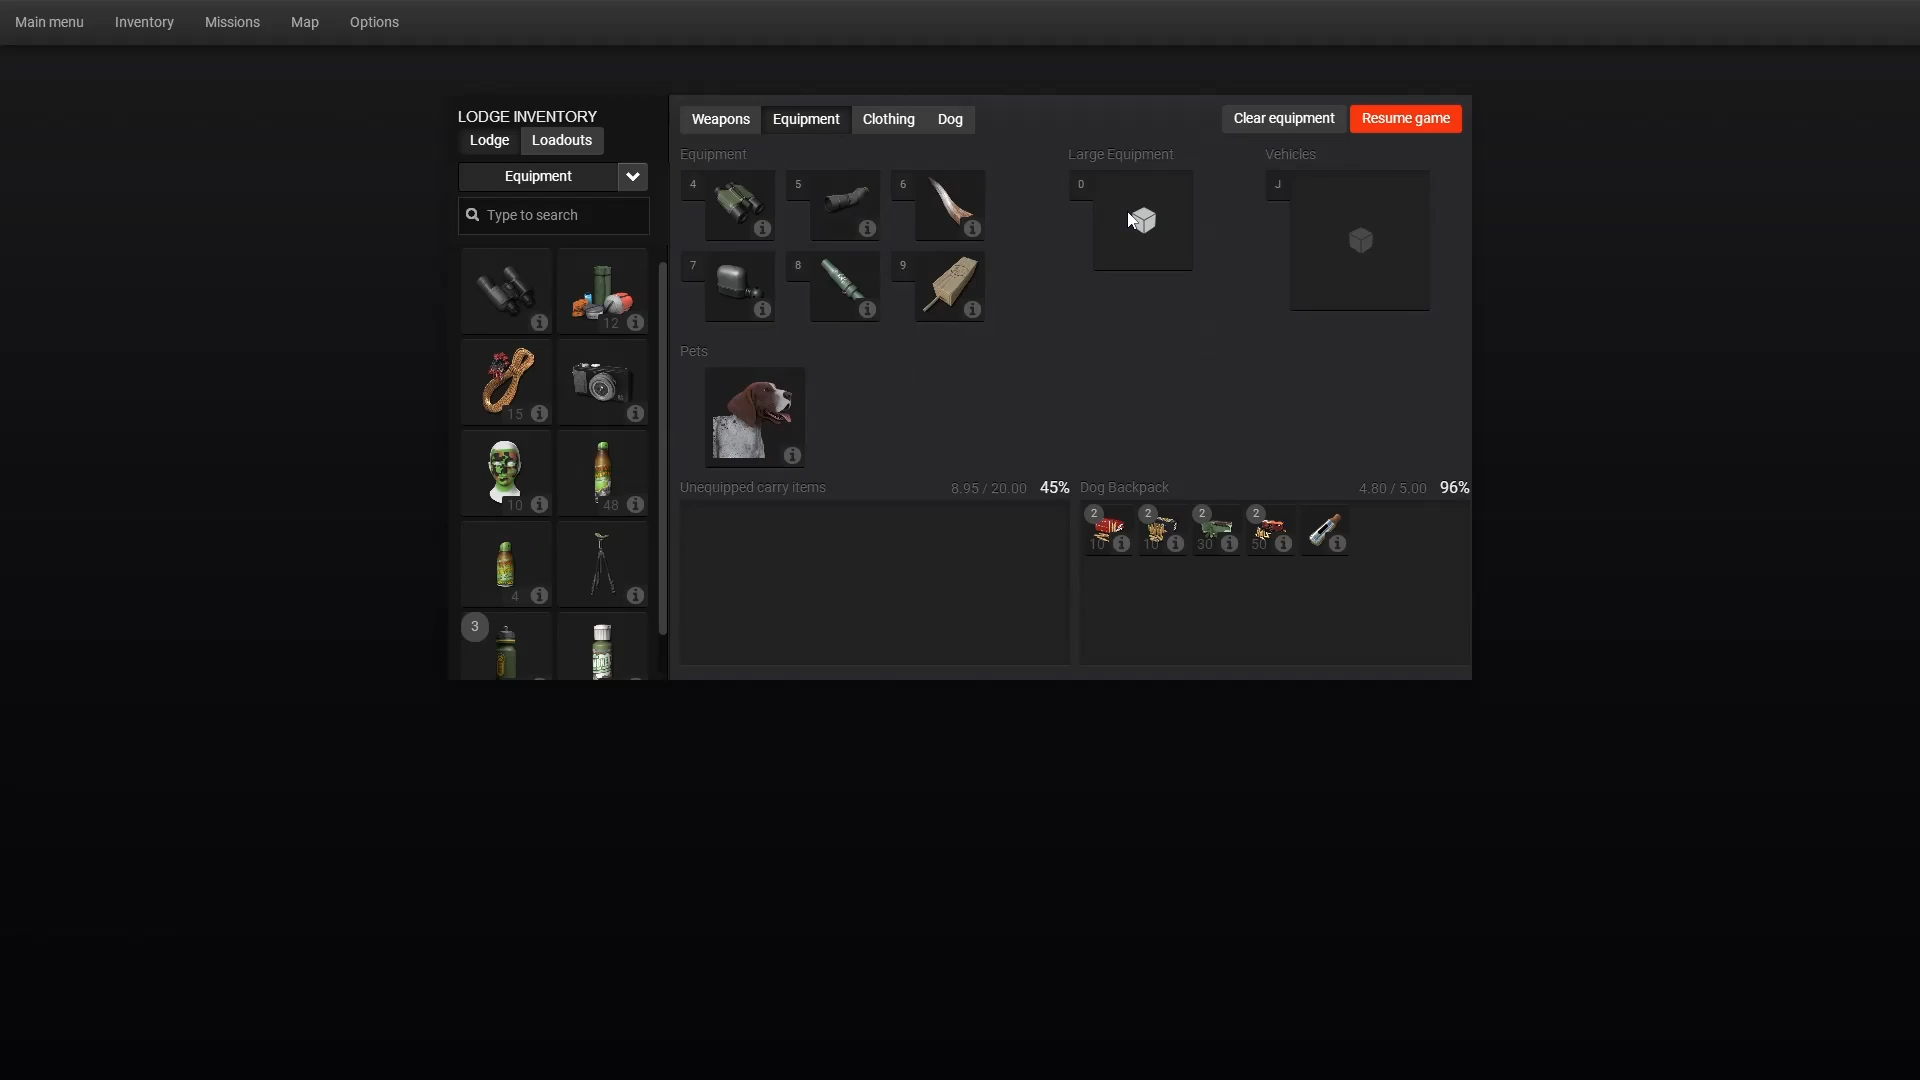 Main menu Inventory Missions Map Options
LODGE INVENTORY
Lodge Loadouts
Equipment
Type to search
12
15
10 48
4
3
Weapons Equipment Clothing Dog
Clear equipment Resume game
Equipment Large Equipment Vehicles
4 5 6 0 J
7 8 9
Pets
Unequipped carry items 8.95 / 20.00 45% Dog Backpack 4.80 / 5.00 96%
2 2 2 2
10 10 30 50